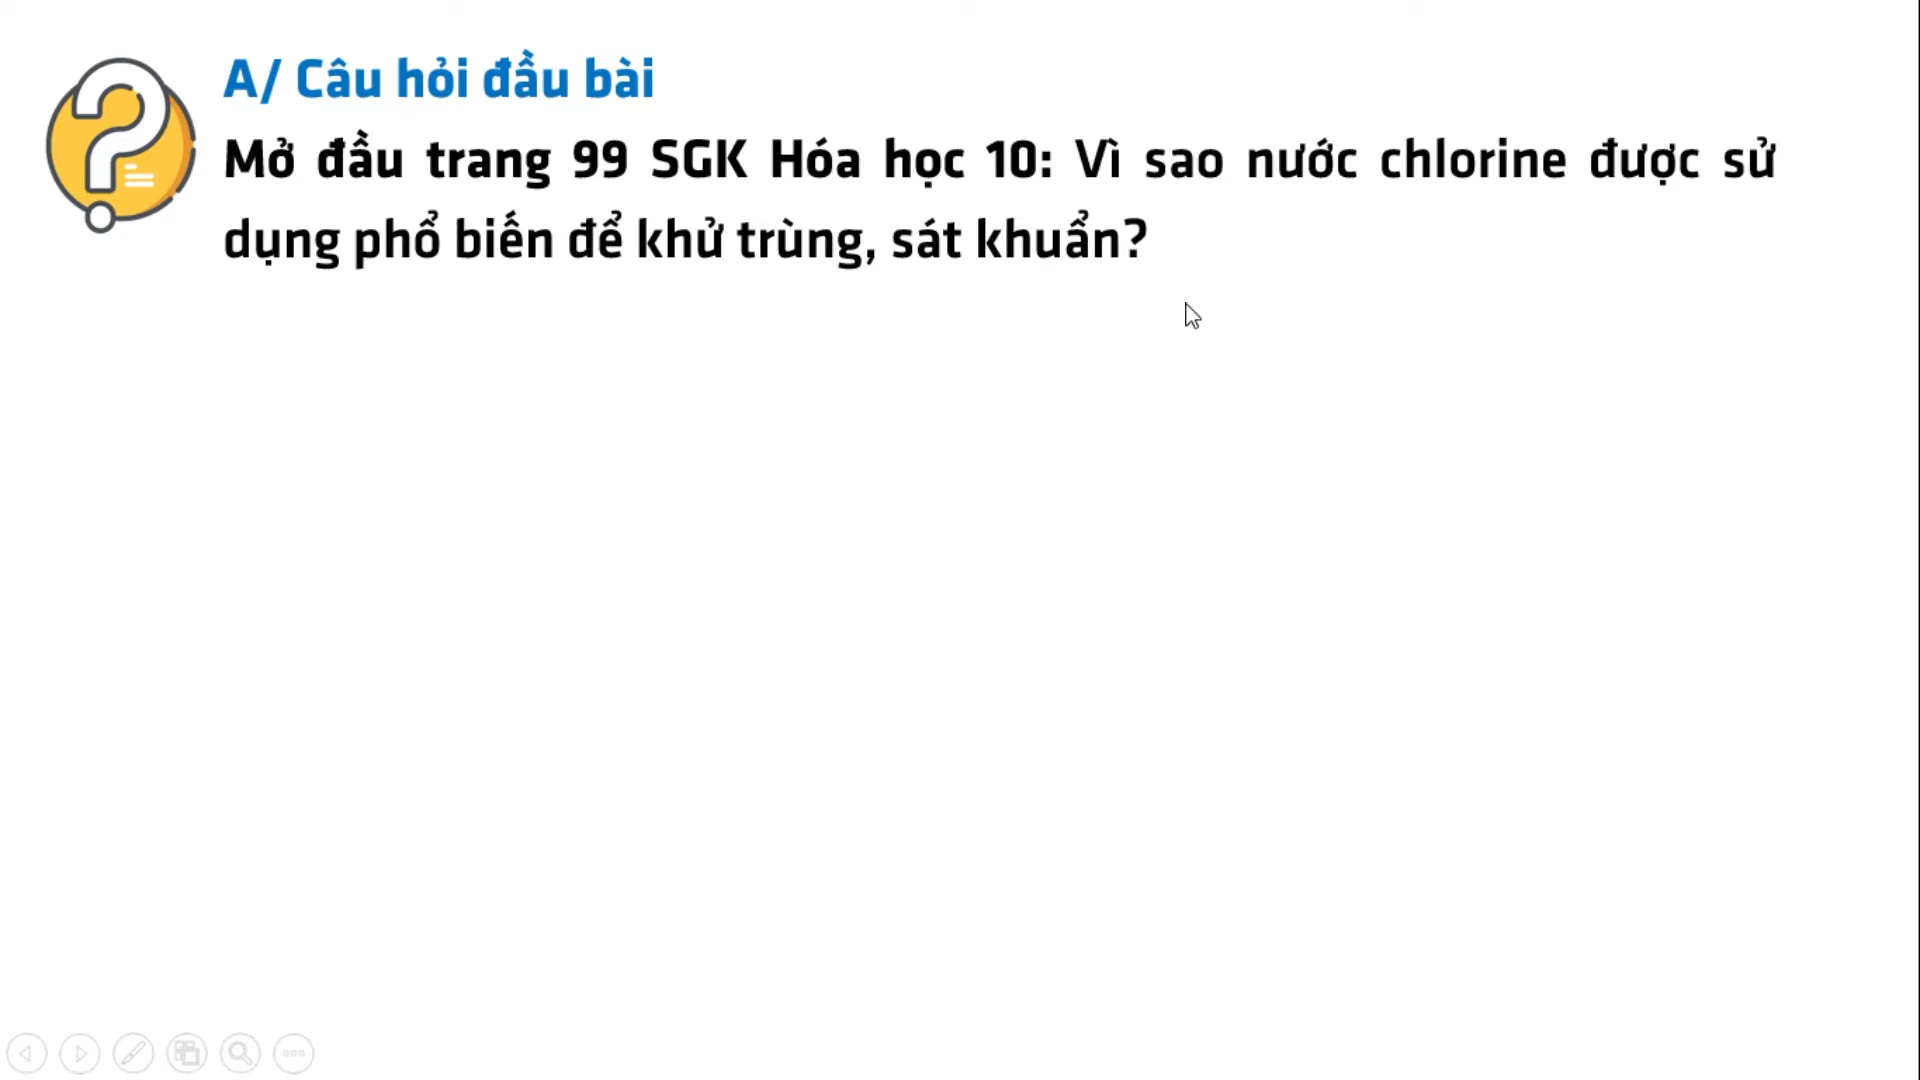 A/ Câu hỏi đầu bài
Mở đầu trang 99 SGK Hóa học 10: Vì sao nước chlorine được sử
dụng phổ biến để khử trùng, sát khuẩn?